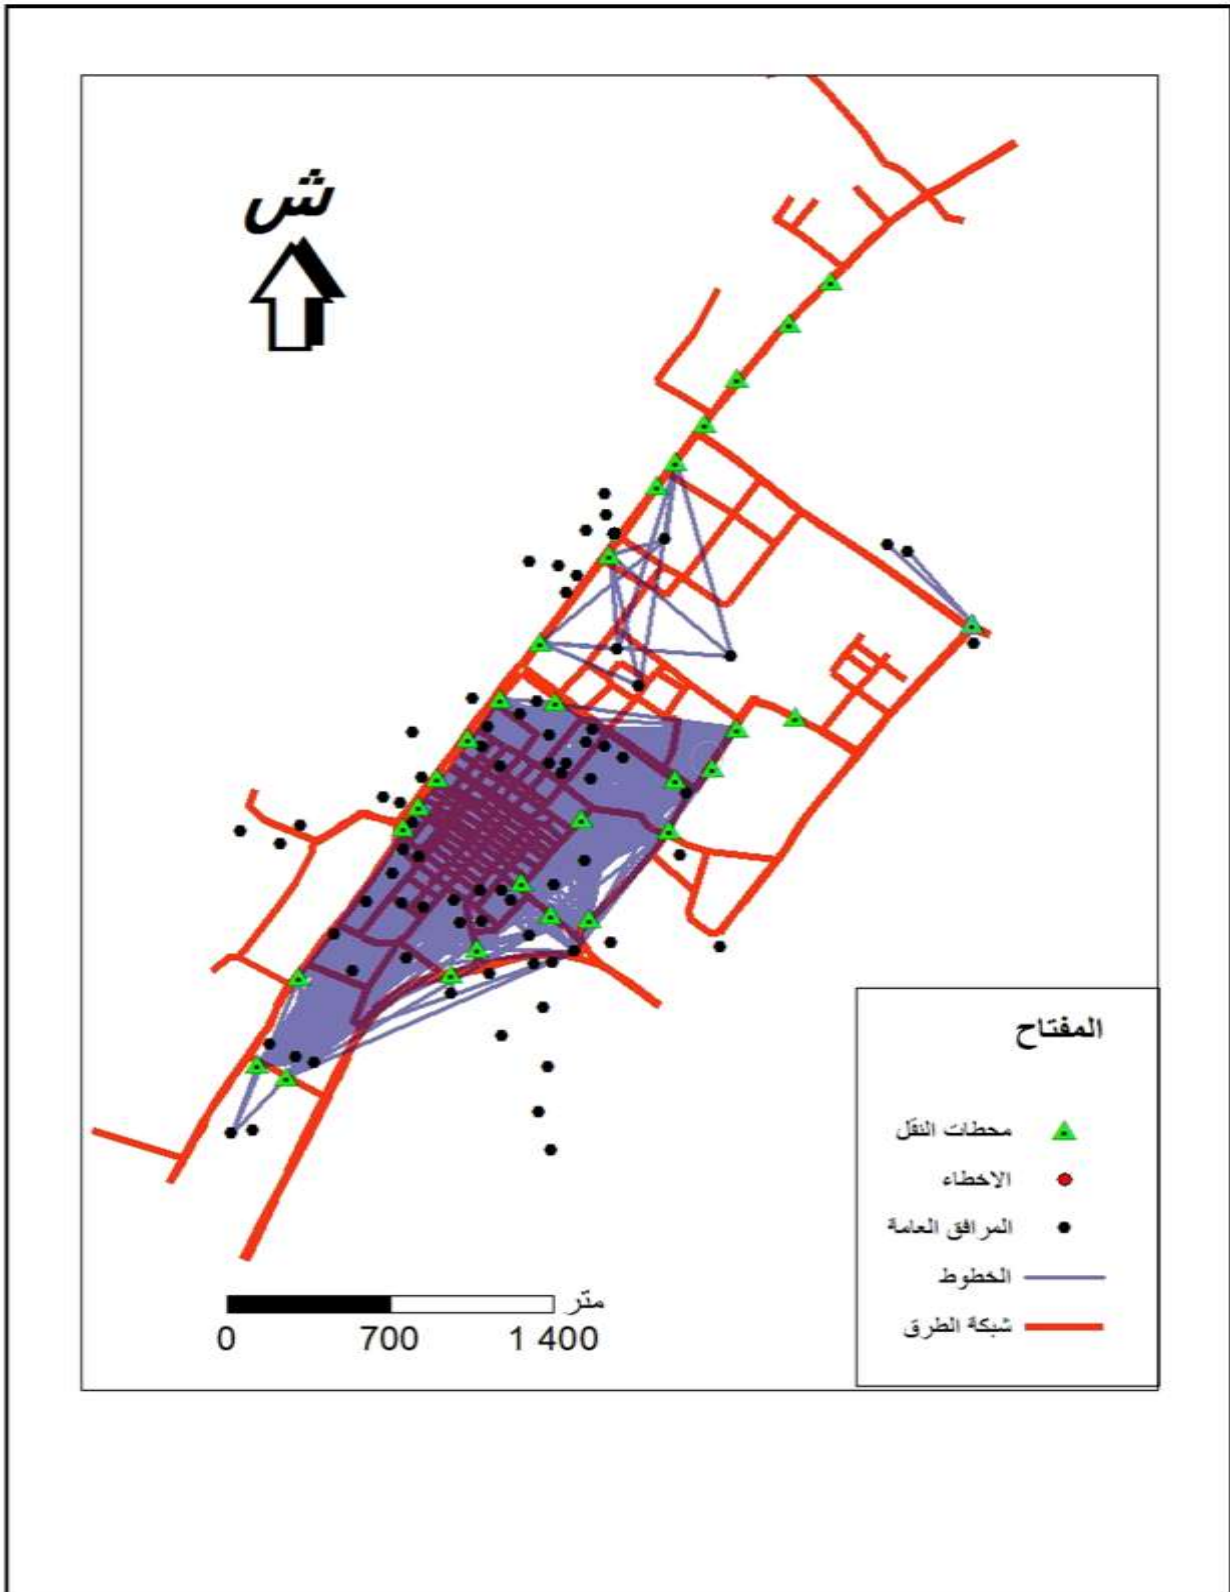 ش
المفتاح
محطات النقل
الاخطاء
المرافق العامة
الخطوط
شبكة الطرق
متر
0 700 1 400